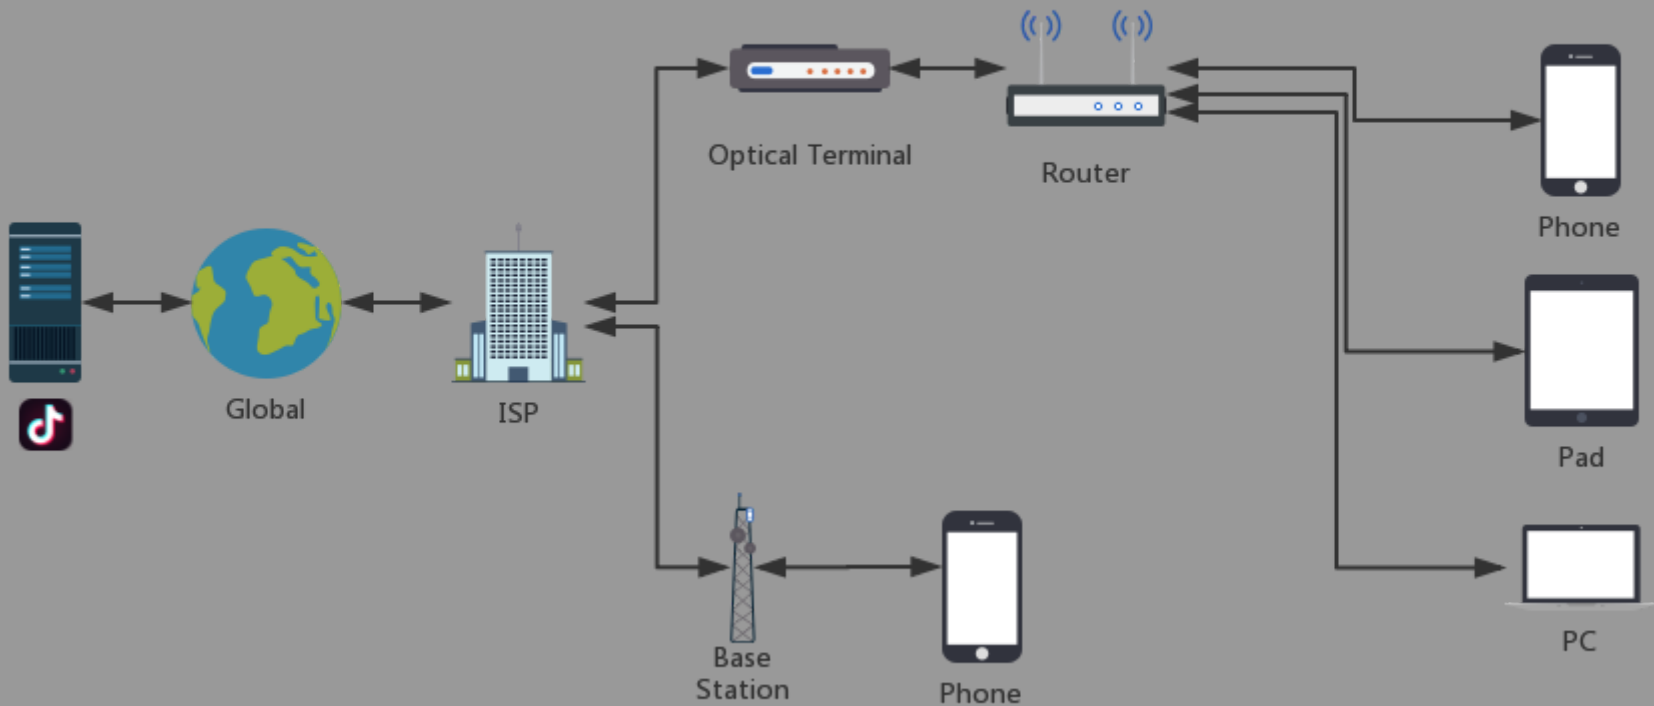 Optical Terminal
Router
Phone
Global
ISP
Pad
Base
Station
Phone
PC